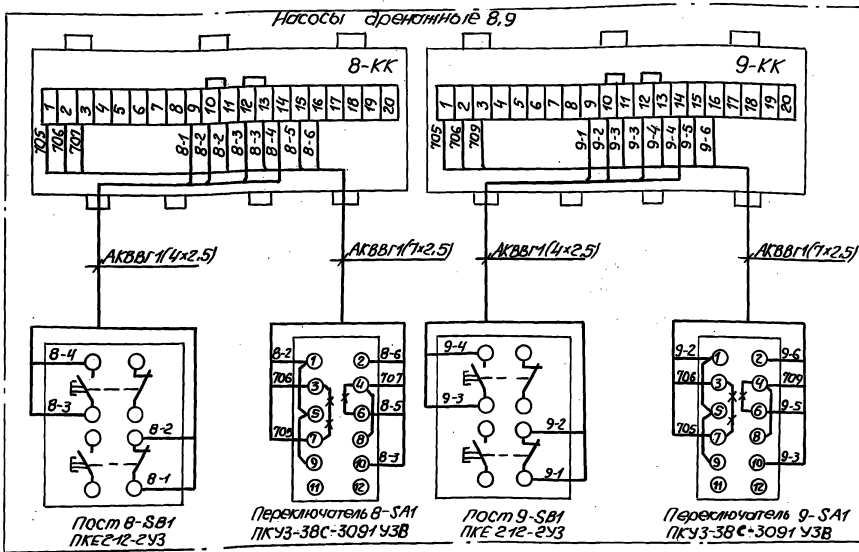 Насосы дренажные 8,9
8-КК
1 2 3 4 5 6 7 8 9 10 11 12 13 14 15 16 17 18 19 20
705 706 707 8-1 8-2 8-2 8-3 8-3 8-4 8-5 8-6
9-КК
1 2 3 4 5 6 7 8 9 10 11 12 13 14 15 16 17 18 19 20
705 706 709 9-1 9-2 9-3 9-3 9-4 9-4 9-5 9-6
АКВВГ1(4×2,5)
АКВВГ1(7×2,5)
АКВВГ1(4×2,5)
АКВВГ1(7×2,5)
8-4
8-3
8-2
8-1
Пост 8-SB1
ПКЕ212-2У3
8-2 1 2 8-6
706 3 4 707
5 6 8-5
705 7 8
9 10 8-3
11 12
Переключатель 8-SA1
ПКУ3-38С-3091 У3В
9-4
9-3
9-2
9-1
Пост 9-SB1
ПКЕ 212-2У3
9-2 1 2 9-6
706 3 4 709
5 6 9-5
705 7 8
9 10 9-3
11 12
Переключатель 9-SA1
ПКУ3-38С-3091 У3В